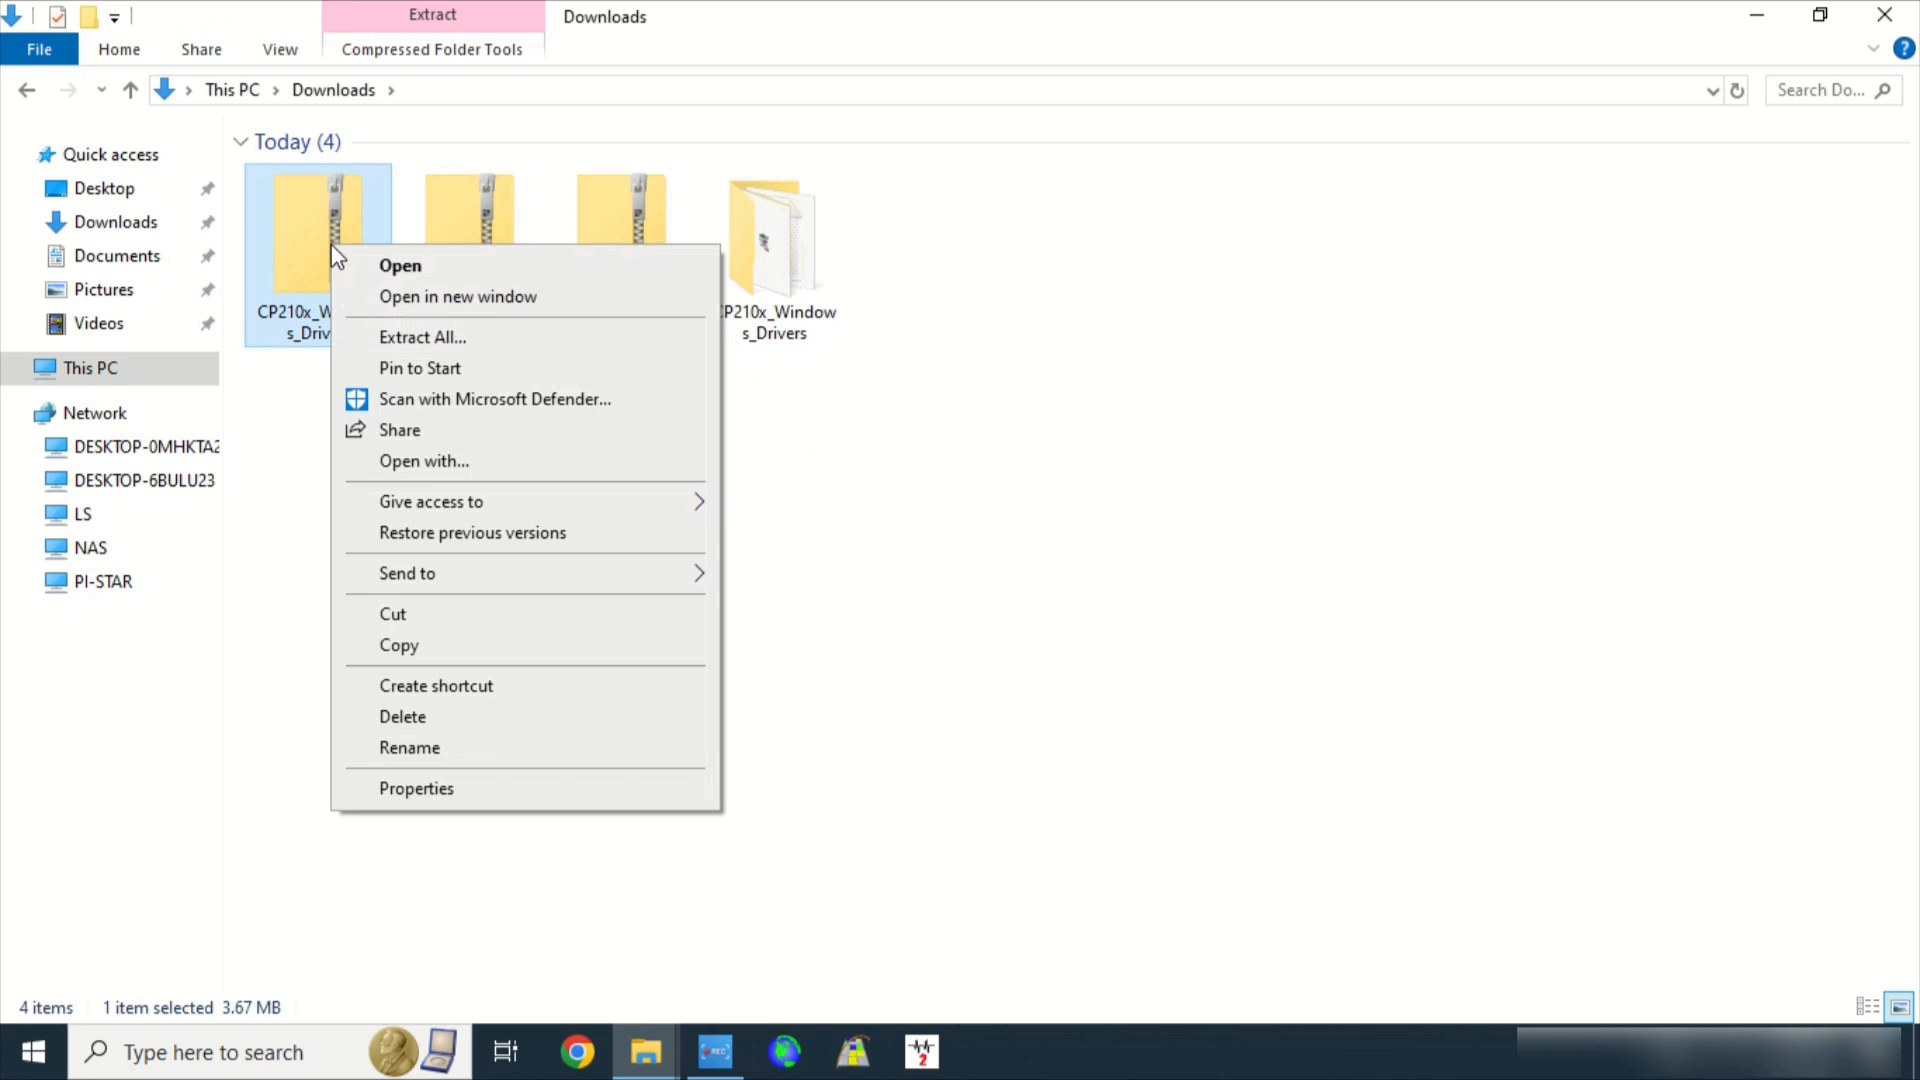 Extract
Downloads
File
Home
Share
View
Compressed Folder Tools
?
This PC
Downloads
Search Do...
Quick access
Desktop
Downloads
Documents
Pictures
Videos
This PC
Network
DESKTOP-0MHKTA2
DESKTOP-6BULU23
LS
NAS
PI-STAR
Today (4)
CP210x_W
s_Driv
P210x_Window
s_Drivers
Open
Open in new window
Extract All...
Pin to Start
Scan with Microsoft Defender...
Share
Open with...
Give access to
Restore previous versions
Send to
Cut
Copy
Create shortcut
Delete
Rename
Properties
4 items
1 item selected 3.67 MB
Type here to search
REC
2